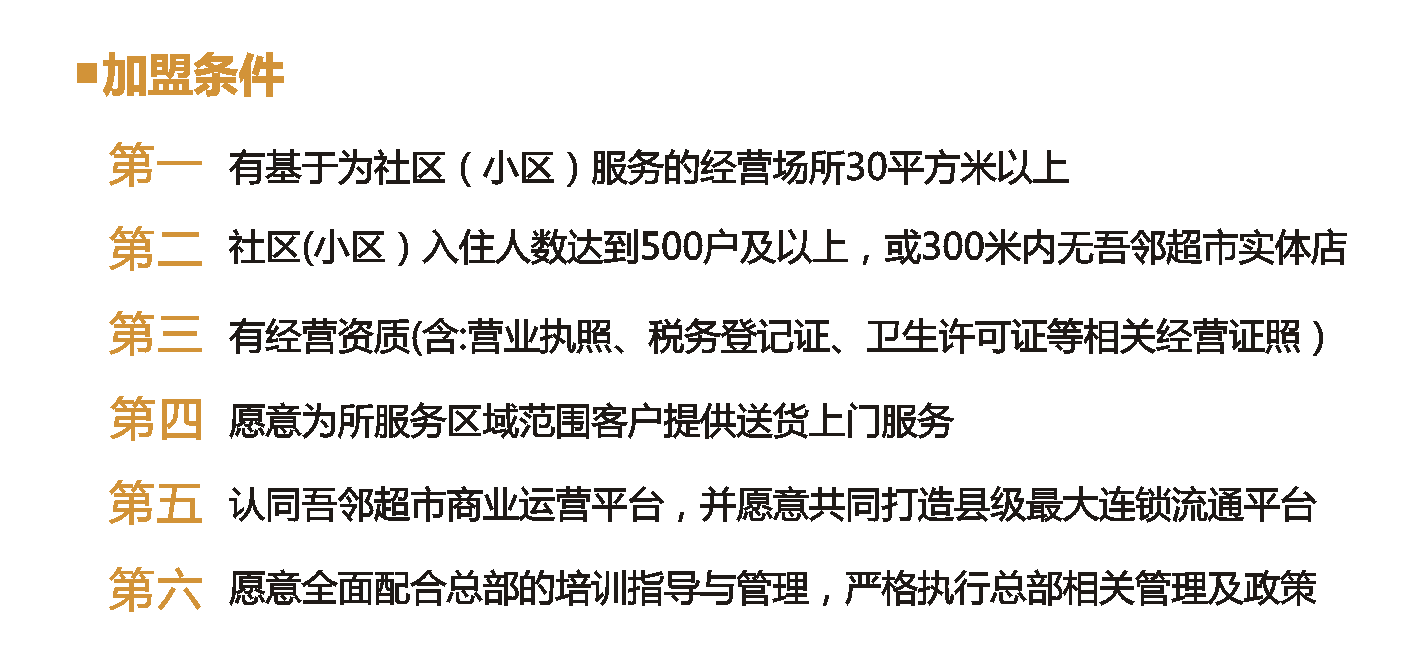 ■加盟条件
第一 有基于为社区（小区）服务的经营场所30平方米以上
第二 社区(小区）入住人数达到500户及以上，或300米内无吾邻超市实体店
第三 有经营资质(含:营业执照、税务登记证、卫生许可证等相关经营证照）
第四 愿意为所服务区域范围客户提供送货上门服务
第五 认同吾邻超市商业运营平台，并愿意共同打造县级最大连锁流通平台
第六 愿意全面配合总部的培训指导与管理，严格执行总部相关管理及政策